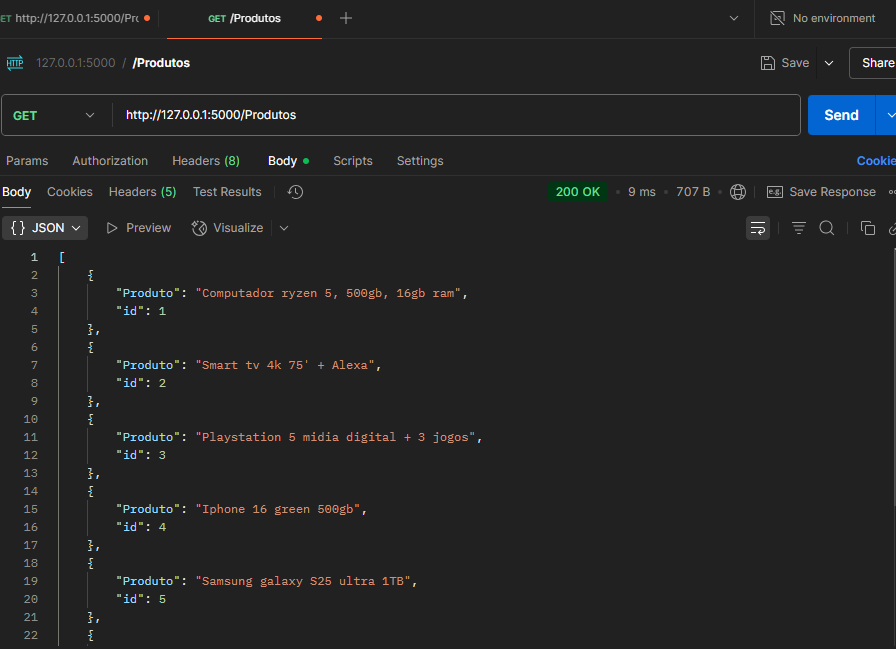 ET http://127.0.0.1:5000/Pro
GET /Produtos
No environment
HTTP 127.0.0.1:5000 / /Produtos
Save
Share
GET http://127.0.0.1:5000/Produtos
Send
Params Authorization Headers (8) Body Scripts Settings Cookie
Body Cookies Headers (5) Test Results 200 OK 9 ms 707 B e.g. Save Response
{} JSON Preview Visualize
1 [
2 {
3 "Produto": "Computador ryzen 5, 500gb, 16gb ram",
4 "id": 1
5 },
6 {
7 "Produto": "Smart tv 4k 75' + Alexa",
8 "id": 2
9 },
10 {
11 "Produto": "Playstation 5 midia digital + 3 jogos",
12 "id": 3
13 },
14 {
15 "Produto": "Iphone 16 green 500gb",
16 "id": 4
17 },
18 {
19 "Produto": "Samsung galaxy S25 ultra 1TB",
20 "id": 5
21 },
22 {